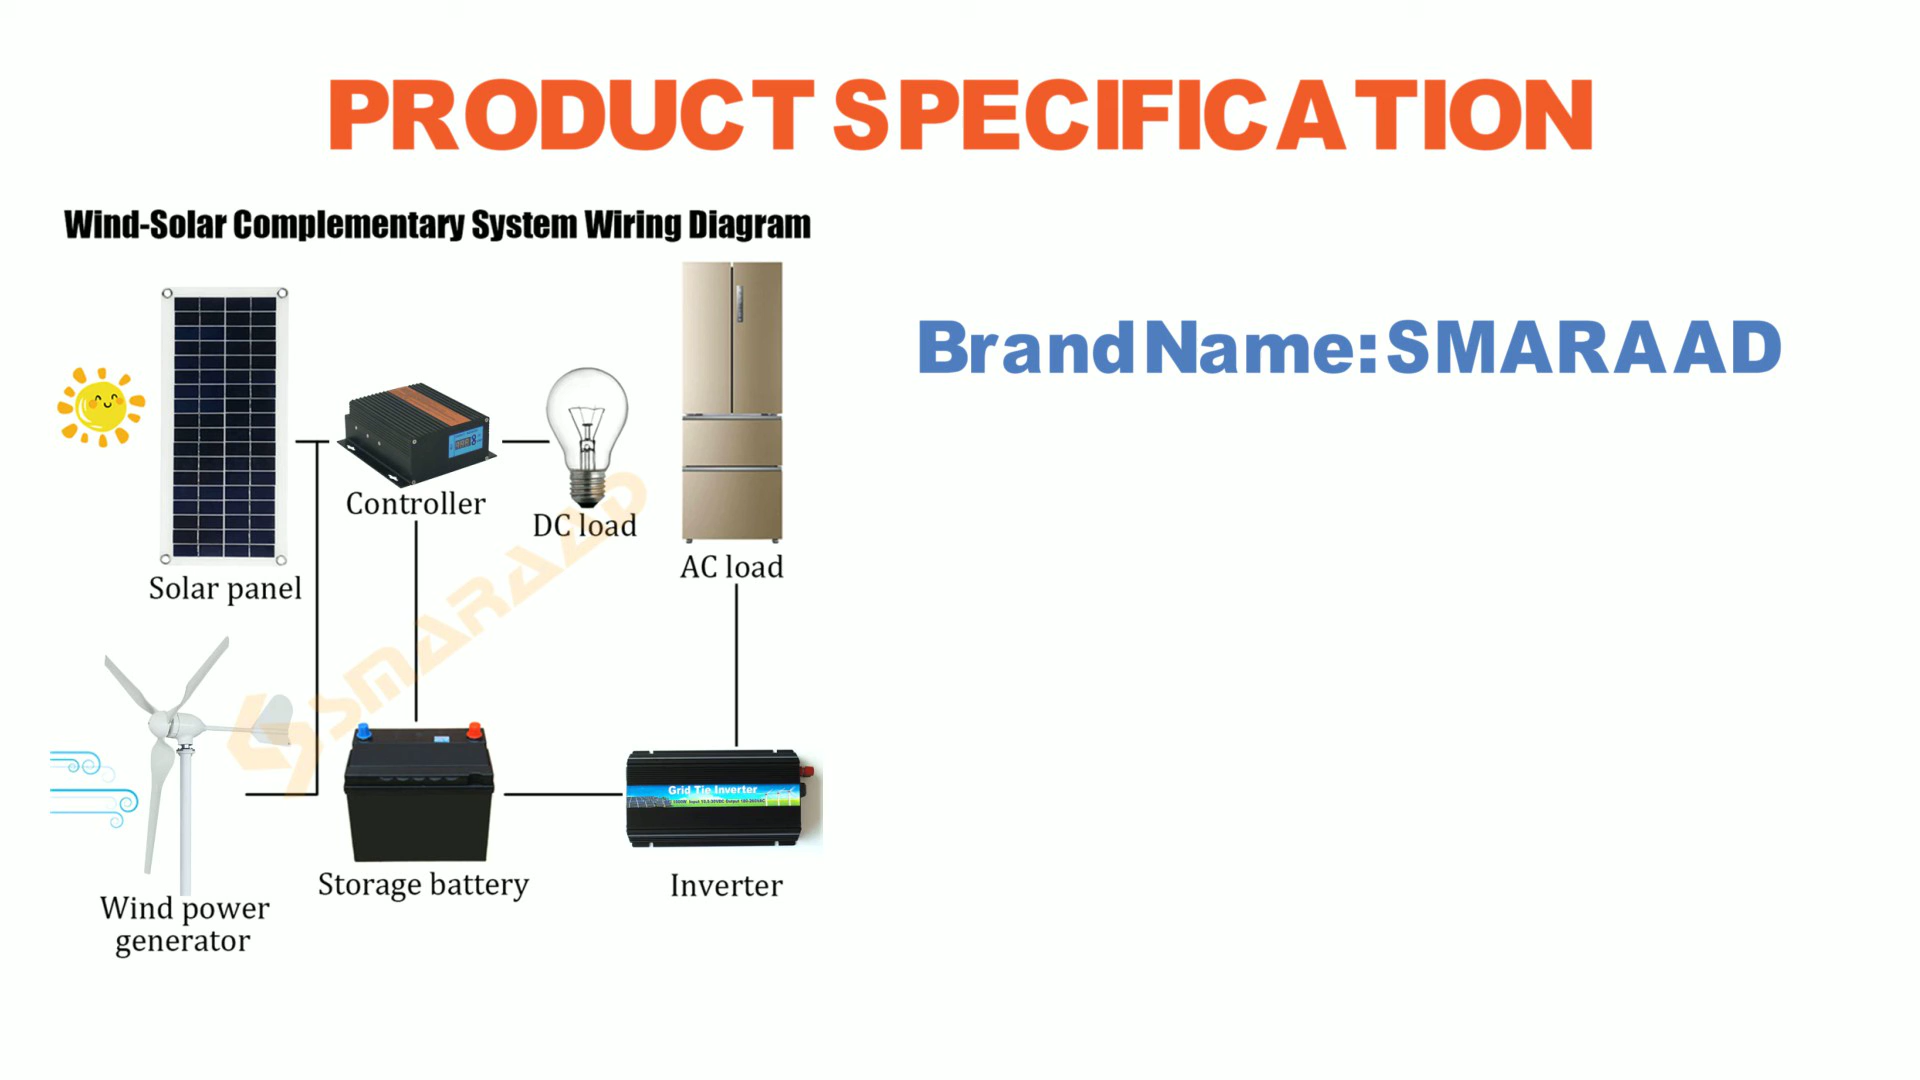 PRODUCT SPECIFICATION
Wind-Solar Complementary System Wiring Diagram
Brand Name: SMARAAD
Controller
DC load
AC load
Solar panel
SMARAAD
Grid Tie Inverter
Storage battery
Inverter
Wind power
generator